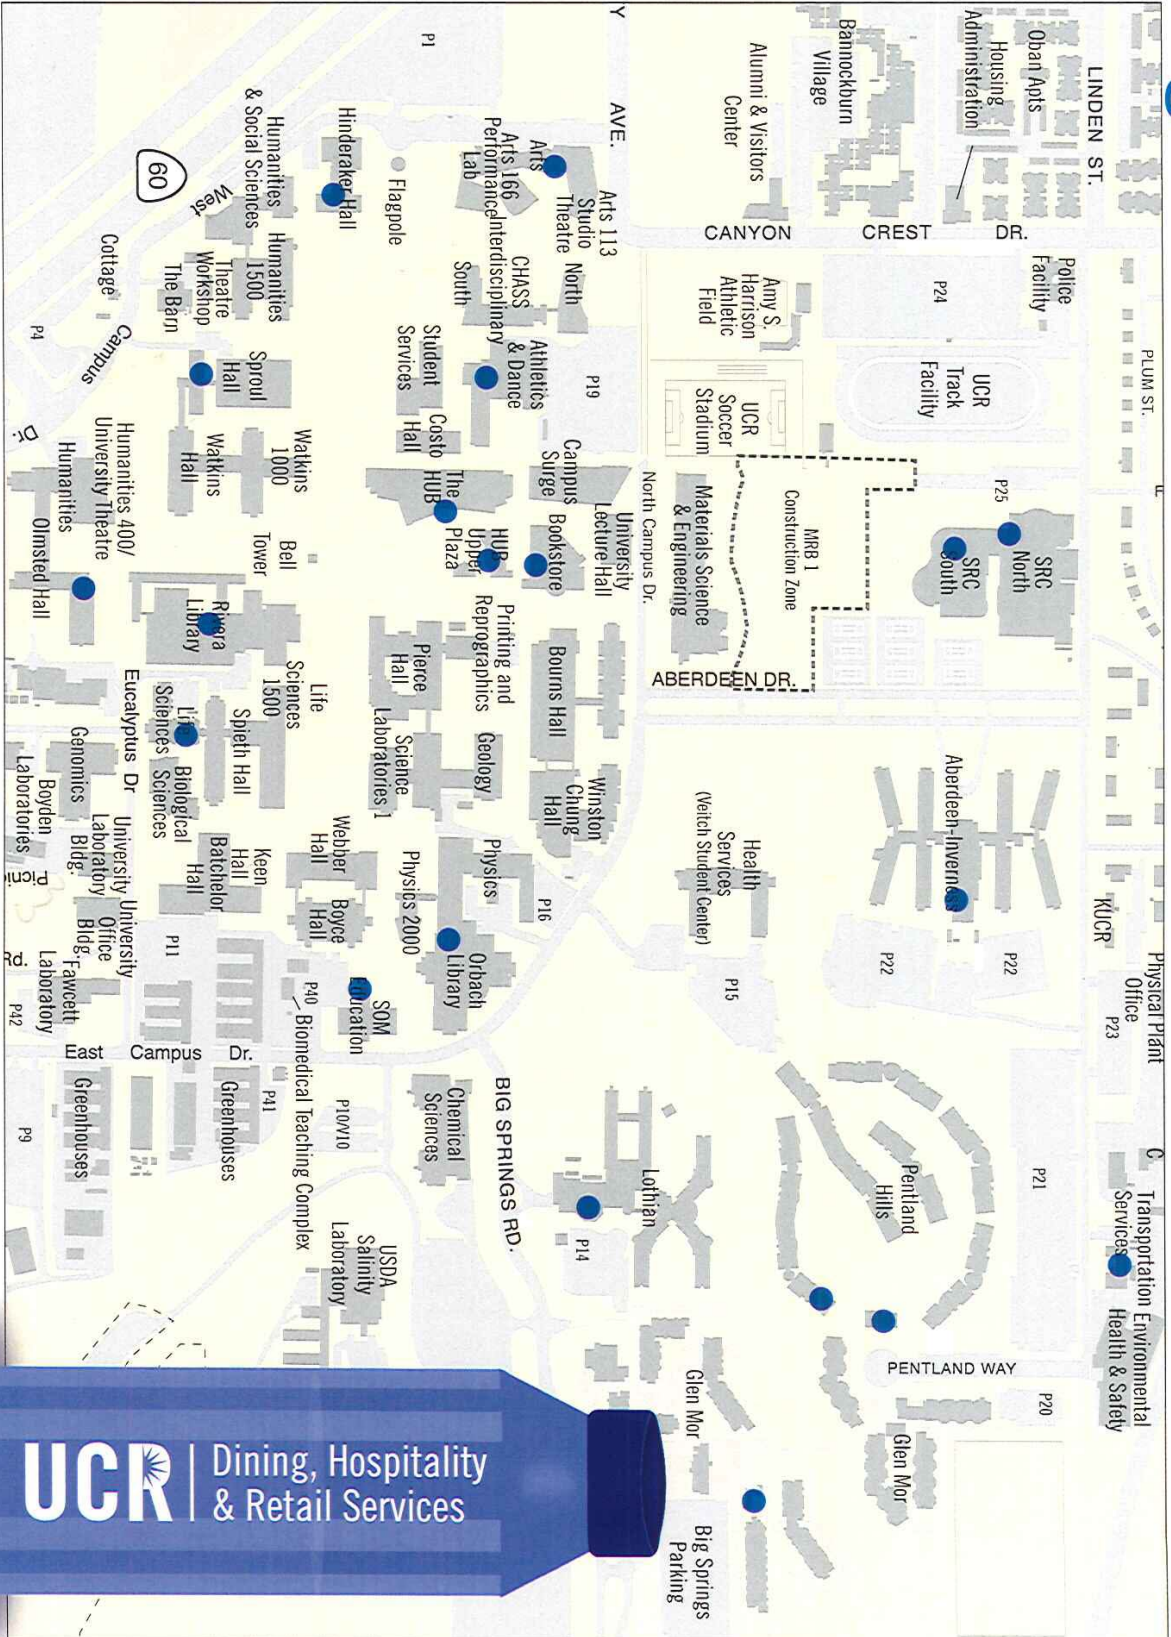 LINDEN ST.
Oban Apts
Housing
Administration
Bannockburn
Village
Alumni & Visitors
Center
CANYON
CREST
DR.
PLUM ST.
Police
Facility
P24
UCR
Track
Facility
Amy S.
Harrison
Athletic
Field
UCR
Soccer
Stadium
P25
SRC
North
SRC
South
MRB 1
Construction Zone
Materials Science
& Engineering
North Campus Dr.
ABERDEEN DR.
Y
AVE.
P1
Arts
Arts 113
Studio
Theatre
Arts 166
Performance
Lab
Flagpole
Hinderaker Hall
Humanities
& Social Sciences
60
West
Campus
Dr.
Humanities
1500
Theatre
Workshop
The Barn
Cottage
P4
CHASS
Interdisciplinary
North
South
P19
Athletics
& Dance
Student
Services
Costo
Hall
Sproul
Hall
Watkins
1000
Watkins
Hall
Humanities 400/
University Theatre
Humanities
Olmsted Hall
Campus
Surge
University
Lecture Hall
Bookstore
The
HUB
HUB
Upper
Plaza
Bell
Tower
Rivera
Library
Printing and
Reprographics
Bourns Hall
Pierce
Hall
Science
Laboratories 1
Geology
Winston
Chung
Hall
Life
Sciences
1500
Spieth Hall
Life
Sciences
Biological
Sciences
Eucalyptus Dr
Genomics
Boyden
Laboratories
University
Laboratory
Bldg.
University
Office
Bldg.
Fawcett
Laboratory
Picnic
Rd.
P42
Keen
Hall
Batchelor
Hall
Webber
Hall
Boyce
Hall
Physics
Physics 2000
P16
Orbach
Library
SOM
Education
P40
Biomedical Teaching Complex
P11
East
Campus
Dr.
Greenhouses
Greenhouses
P41
P9
P10/V10
Chemical
Sciences
BIG SPRINGS RD.
USDA
Salinity
Laboratory
Health
Services
(Veitch Student Center)
P15
Aberdeen-Inverness
P22
P22
KUCR
Physical Plant
Office
P23
P21
Pentland
Hills
Lothian
P14
C
Transportation
Services
Environmental
Health & Safety
PENTLAND WAY
P20
Glen Mor
Glen Mor
Big Springs
Parking
UCR
Dining, Hospitality
& Retail Services